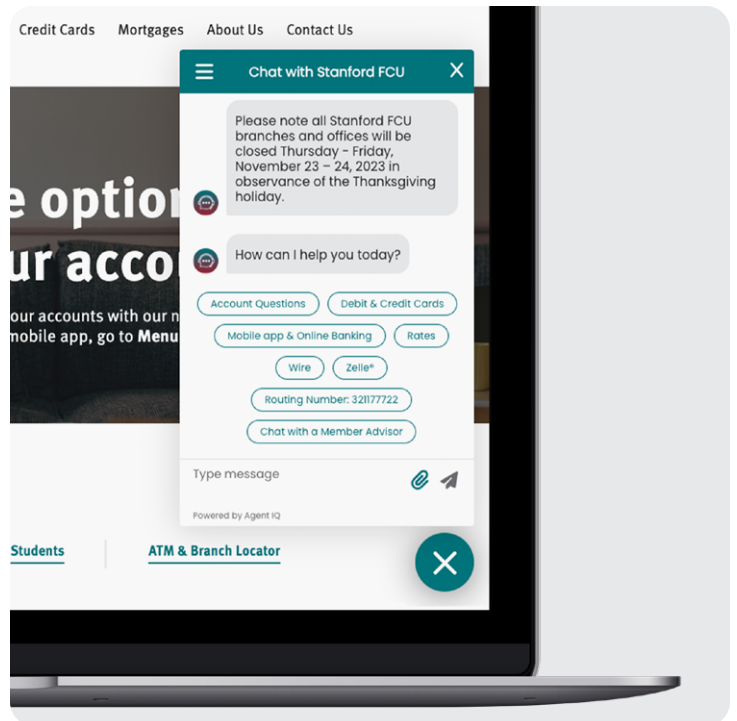 Credit Cards Mortgages About Us Contact Us
Chat with Stanford FCU X
Please note all Stanford FCU
branches and offices will be
closed Thursday - Friday,
November 23 – 24, 2023 in
observance of the Thanksgiving
holiday.
e option
ur acco
How can I help you today?
our accounts with our n
mobile app, go to Menu
Account Questions Debit & Credit Cards
Mobile app & Online Banking Rates
Wire Zelle®
Routing Number: 321177722
Chat with a Member Advisor
Type message
Powered by Agent IQ
Students ATM & Branch Locator